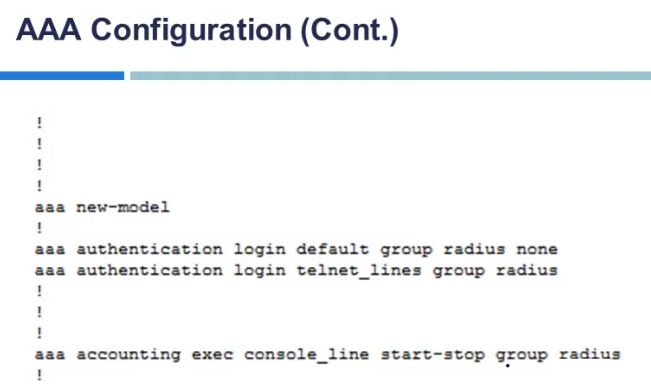 AAA Configuration (Cont.)
!
!
!
!
aaa new-model
!
aaa authentication login default group radius none
aaa authentication login telnet_lines group radius
!
!
!
aaa accounting exec console_line start-stop group radius
!